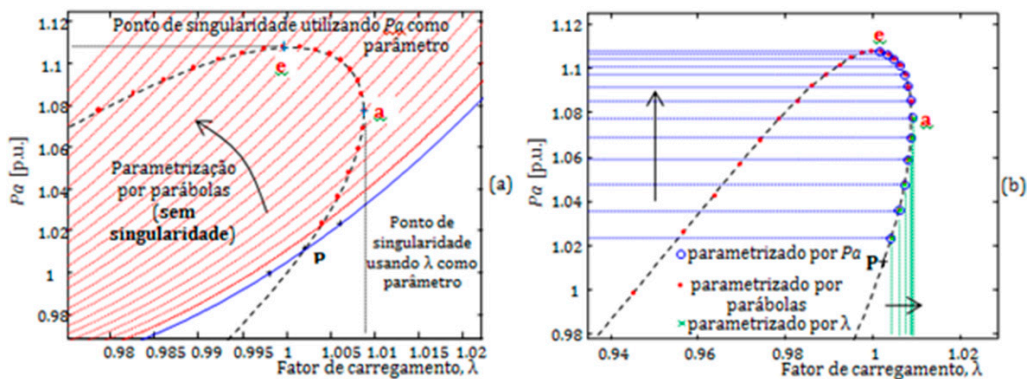 1.12
1.1
1.08
1.06
1.04
1.02
1
0.98
Pa [p.u.]
Ponto de singularidade utilizando Pa como
parâmetro
e
a
Parametrização
por parábolas
(sem
singularidade)
P
Ponto de
singularidade
usando λ como
parâmetro
(a)
0.98 0.985 0.99 0.995 1 1.005 1.01 1.015 1.02
Fator de carregamento, λ
1.12
1.1
1.08
1.06
1.04
1.02
1
0.98
Pa [p.u.]
e
a
P
parametrizado por Pa
parametrizado por
parábolas
parametrizado por λ
(b)
0.94 0.96 0.98 1 1.02
Fator de carregamento, λ